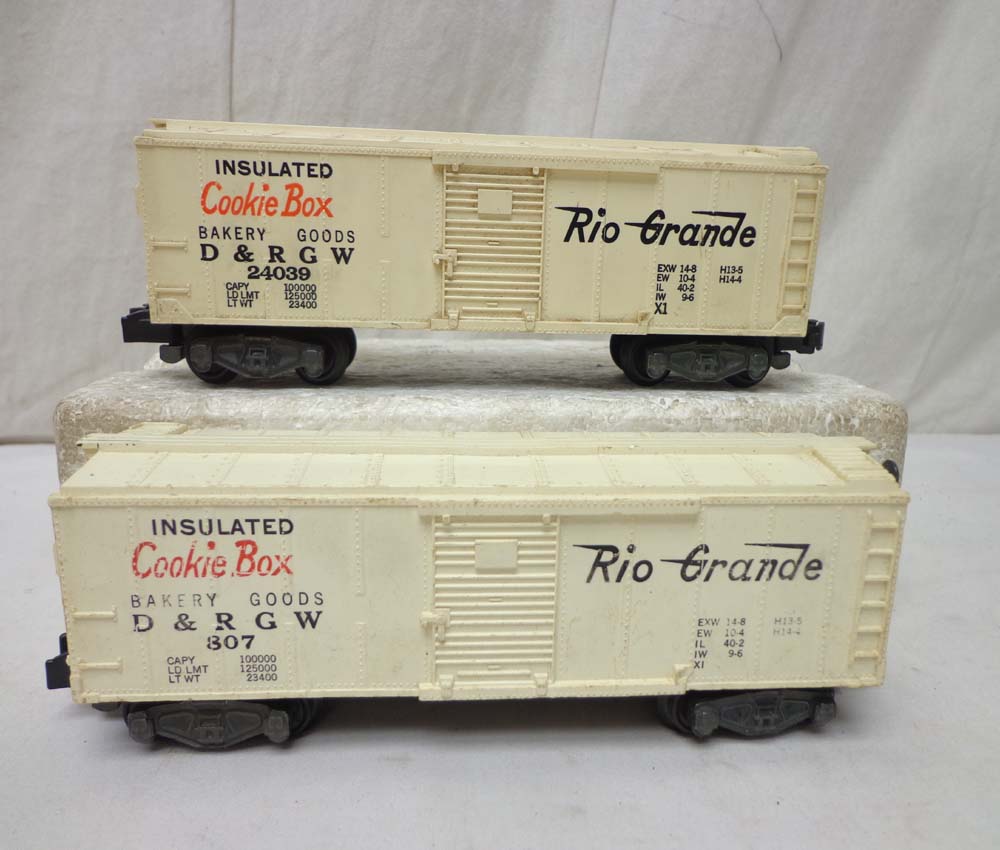 INSULATED
Cookie Box
BAKERY GOODS
D & R G W
24039
CAPY 100000
LD LMT 125000
LT WT 23400
Rio Grande
EXW 14-8 H13-5
EW 10-4 H14-4
IL 40-2
IW 9-6
X1
INSULATED
Cookie Box
BAKERY GOODS
D & R G W
807
CAPY 100000
LD LMT 125000
LT WT 23400
Rio Grande
EXW 14-8 H13-5
EW 10-4 H14-4
IL 40-2
IW 9-6
XI